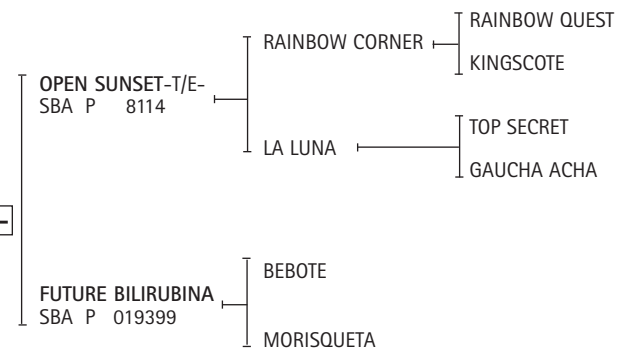 RAINBOW QUEST
RAINBOW CORNER
KINGSCOTE
OPEN SUNSET-T/E-
SBA P 8114
TOP SECRET
LA LUNA
GAUCHA ACHA
BEBOTE
FUTURE BILIRUBINA
SBA P 019399
MORISQUETA